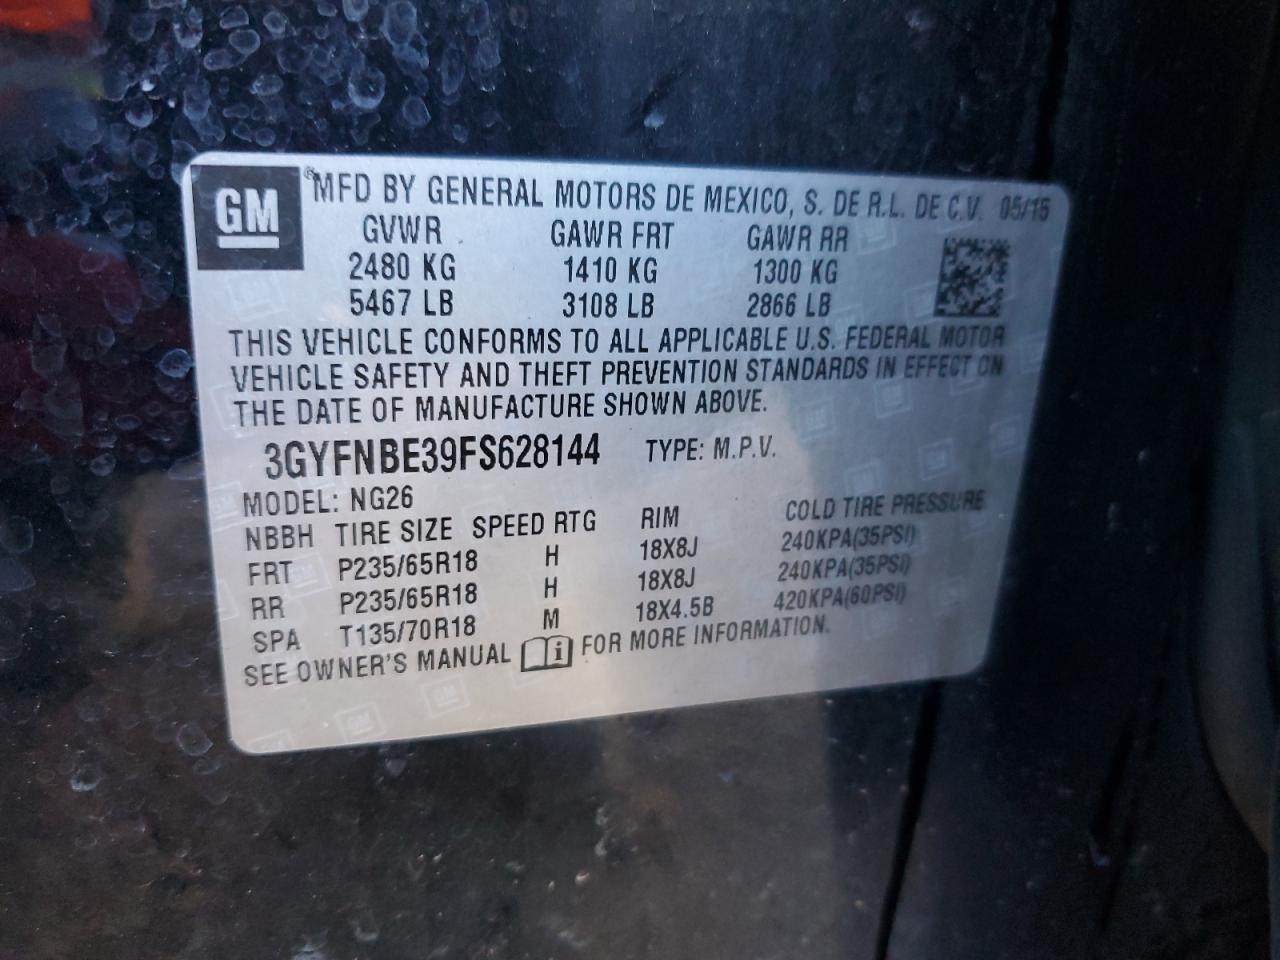 GM
MFD BY GENERAL MOTORS DE MEXICO, S. DE R.L. DE C.V. 05/15
GVWR GAWR FRT GAWR RR
2480 KG 1410 KG 1300 KG
5467 LB 3108 LB 2866 LB
THIS VEHICLE CONFORMS TO ALL APPLICABLE U.S. FEDERAL MOTOR
VEHICLE SAFETY AND THEFT PREVENTION STANDARDS IN EFFECT ON
THE DATE OF MANUFACTURE SHOWN ABOVE.
3GYFNBE39FS628144 TYPE: M.P.V.
MODEL: NG26
NBBH TIRE SIZE SPEED RTG RIM COLD TIRE PRESSURE
FRT P235/65R18 H 18X8J 240KPA(35PSI)
RR P235/65R18 H 18X8J 240KPA(35PSI)
SPA T135/70R18 M 18X4.5B 420KPA(60PSI)
SEE OWNER'S MANUAL i FOR MORE INFORMATION.